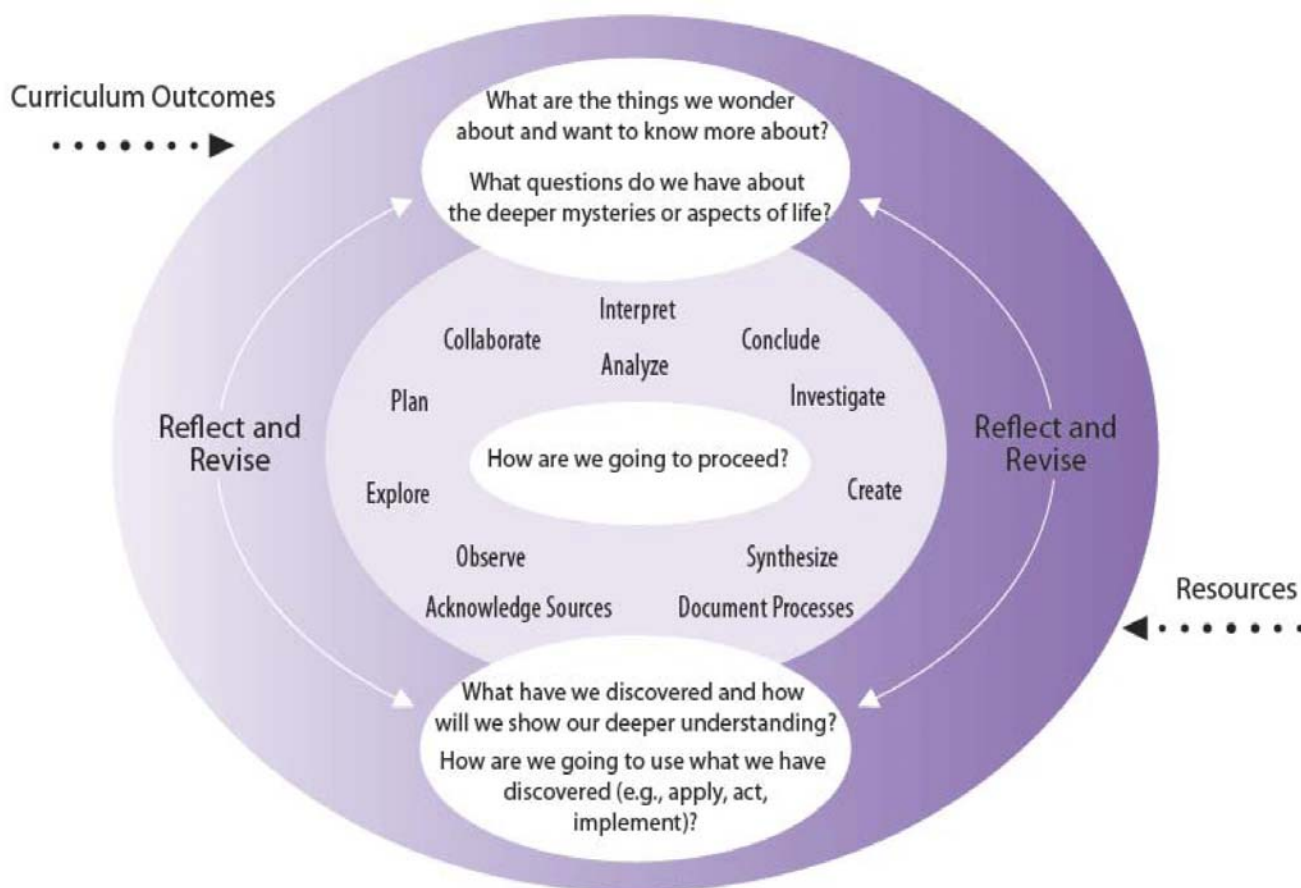 Curriculum Outcomes
What are the things we wonder
about and want to know more about?
What questions do we have about
the deeper mysteries or aspects of life?
Interpret
Collaborate
Conclude
Analyze
Plan
Investigate
Reflect and
Revise
How are we going to proceed?
Reflect and
Revise
Explore
Create
Observe
Synthesize
Acknowledge Sources
Document Processes
Resources
What have we discovered and how
will we show our deeper understanding?
How are we going to use what we have
discovered (e.g., apply, act,
implement)?